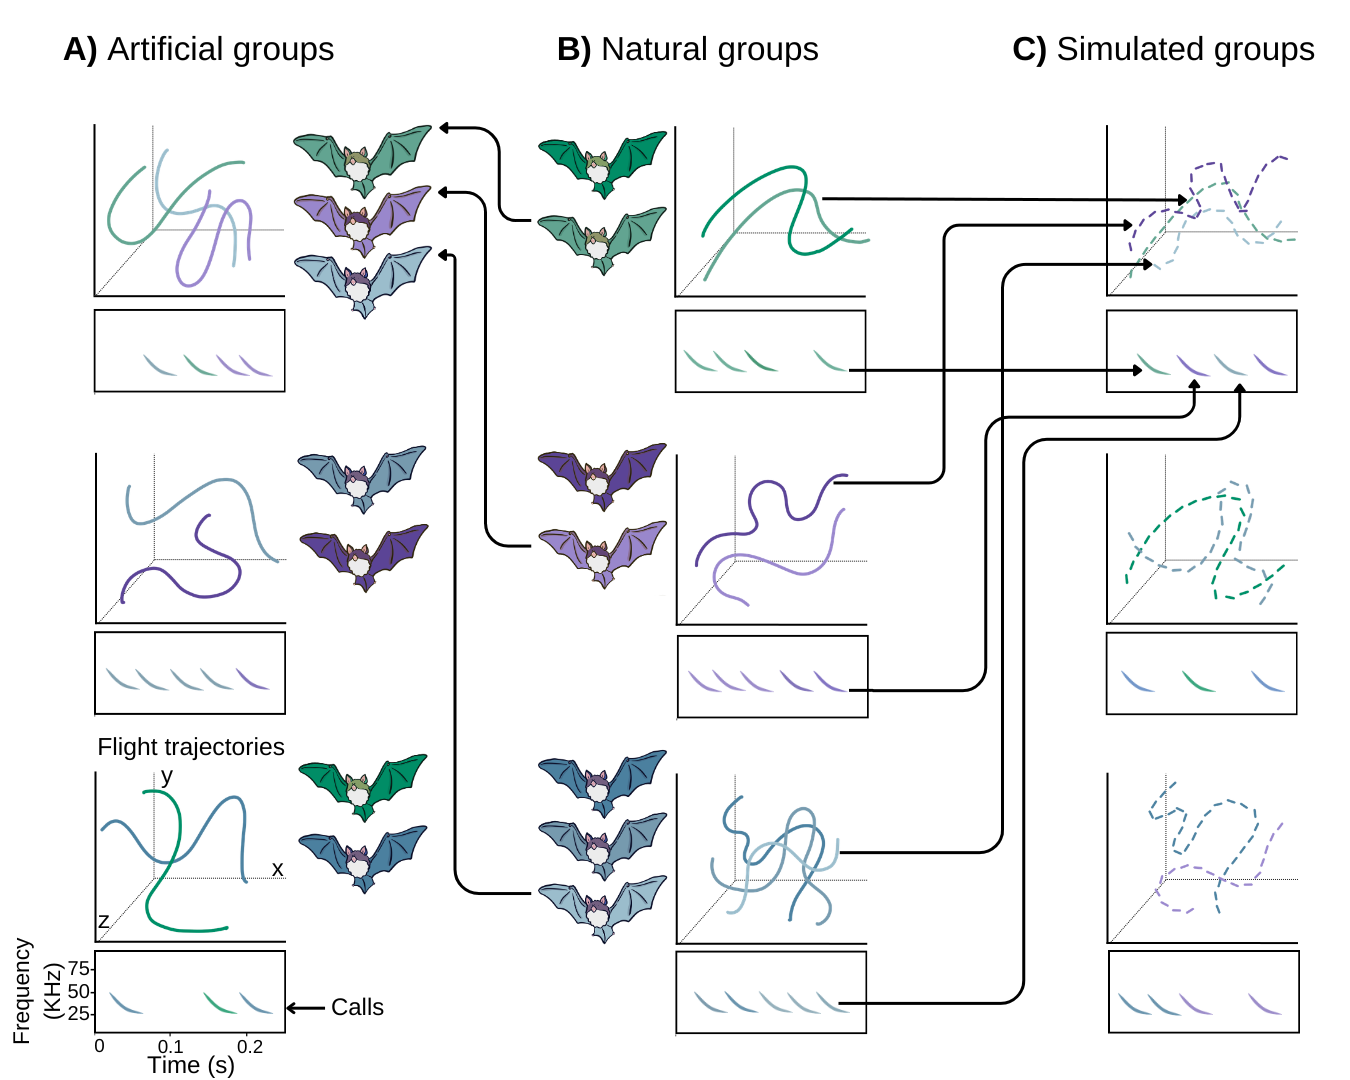 A) Artificial groups
B) Natural groups
C) Simulated groups
Flight trajectories
y
x
z
Frequency
(KHz)
75
50
25
Calls
0
0.1
0.2
Time (s)